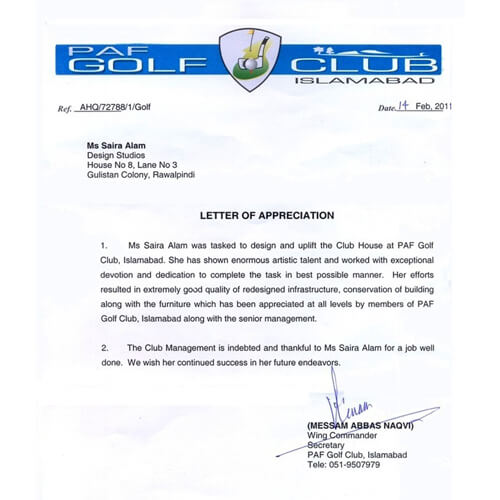 PAF
GOLF CLUB
ISLAMABAD
Ref. AHQ/72788/1/Golf Date. 14 Feb, 2011
Ms Saira Alam
Design Studios
House No 8, Lane No 3
Gulistan Colony, Rawalpindi
LETTER OF APPRECIATION
1. Ms Saira Alam was tasked to design and uplift the Club House at PAF Golf
Club, Islamabad. She has shown enormous artistic talent and worked with exceptional
devotion and dedication to complete the task in best possible manner. Her efforts
resulted in extremely good quality of redesigned infrastructure, conservation of building
along with the furniture which has been appreciated at all levels by members of PAF
Golf Club, Islamabad along with the senior management.
2. The Club Management is indebted and thankful to Ms Saira Alam for a job well
done. We wish her continued success in her future endeavors.
(MESSAM ABBAS NAQVI)
Wing Commander
Secretary
PAF Golf Club, Islamabad
Tele: 051-9507979